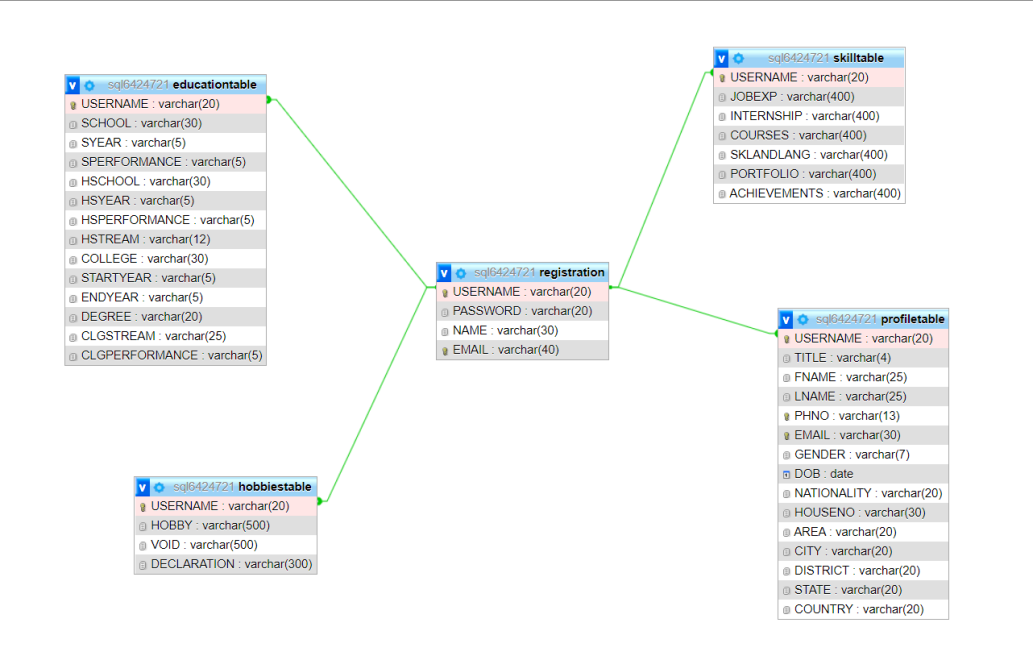 sql6424721 educationtable
USERNAME : varchar(20)
SCHOOL : varchar(30)
SYEAR : varchar(5)
SPERFORMANCE : varchar(5)
HSCHOOL : varchar(30)
HSYEAR : varchar(5)
HSPERFORMANCE : varchar(5)
HSTREAM : varchar(12)
COLLEGE : varchar(30)
STARTYEAR : varchar(5)
ENDYEAR : varchar(5)
DEGREE : varchar(20)
CLGSTREAM : varchar(25)
CLGPERFORMANCE : varchar(5)
sql6424721 skilltable
USERNAME : varchar(20)
JOBEXP : varchar(400)
INTERNSHIP : varchar(400)
COURSES : varchar(400)
SKLANDLANG : varchar(400)
PORTFOLIO : varchar(400)
ACHIEVEMENTS : varchar(400)
sql6424721 registration
USERNAME : varchar(20)
PASSWORD : varchar(20)
NAME : varchar(30)
EMAIL : varchar(40)
sql6424721 profiletable
USERNAME : varchar(20)
TITLE : varchar(4)
FNAME : varchar(25)
LNAME : varchar(25)
PHNO : varchar(13)
EMAIL : varchar(30)
GENDER : varchar(7)
DOB : date
NATIONALITY : varchar(20)
HOUSENO : varchar(30)
AREA : varchar(20)
CITY : varchar(20)
DISTRICT : varchar(20)
STATE : varchar(20)
COUNTRY : varchar(20)
sql6424721 hobbiestable
USERNAME : varchar(20)
HOBBY : varchar(500)
VOID : varchar(500)
DECLARATION : varchar(300)